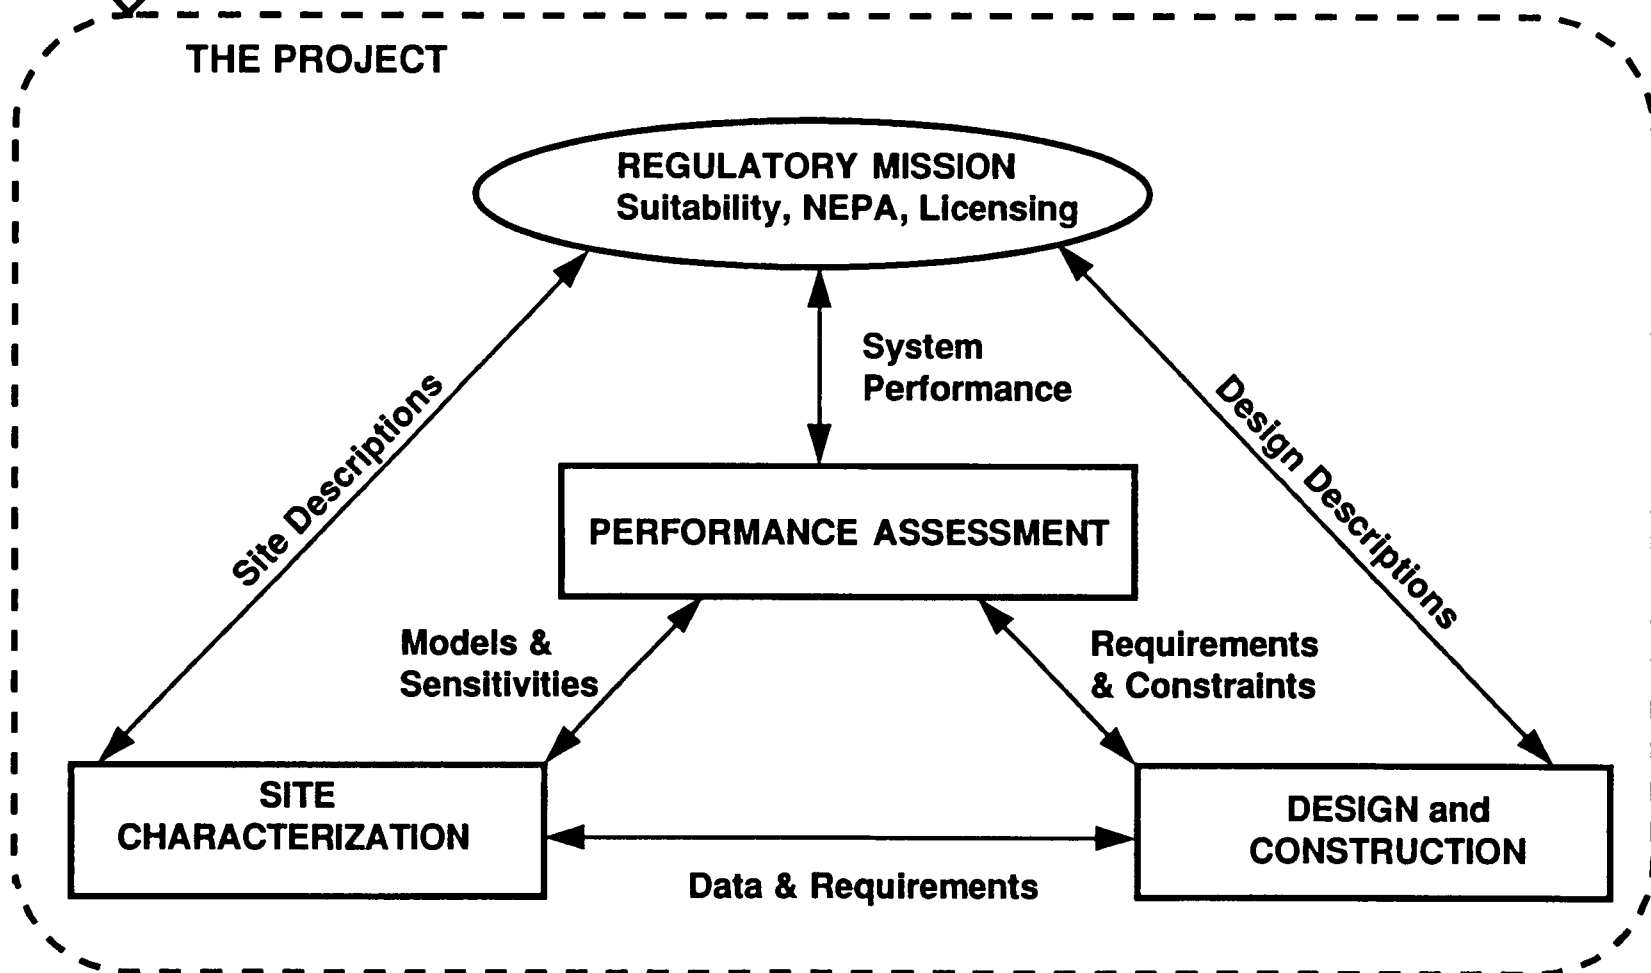 THE PROJECT
REGULATORY MISSION
Suitability, NEPA, Licensing
System
Performance
Site Descriptions
Design Descriptions
PERFORMANCE ASSESSMENT
Models &
Sensitivities
Requirements
& Constraints
SITE
CHARACTERIZATION
DESIGN and
CONSTRUCTION
Data & Requirements